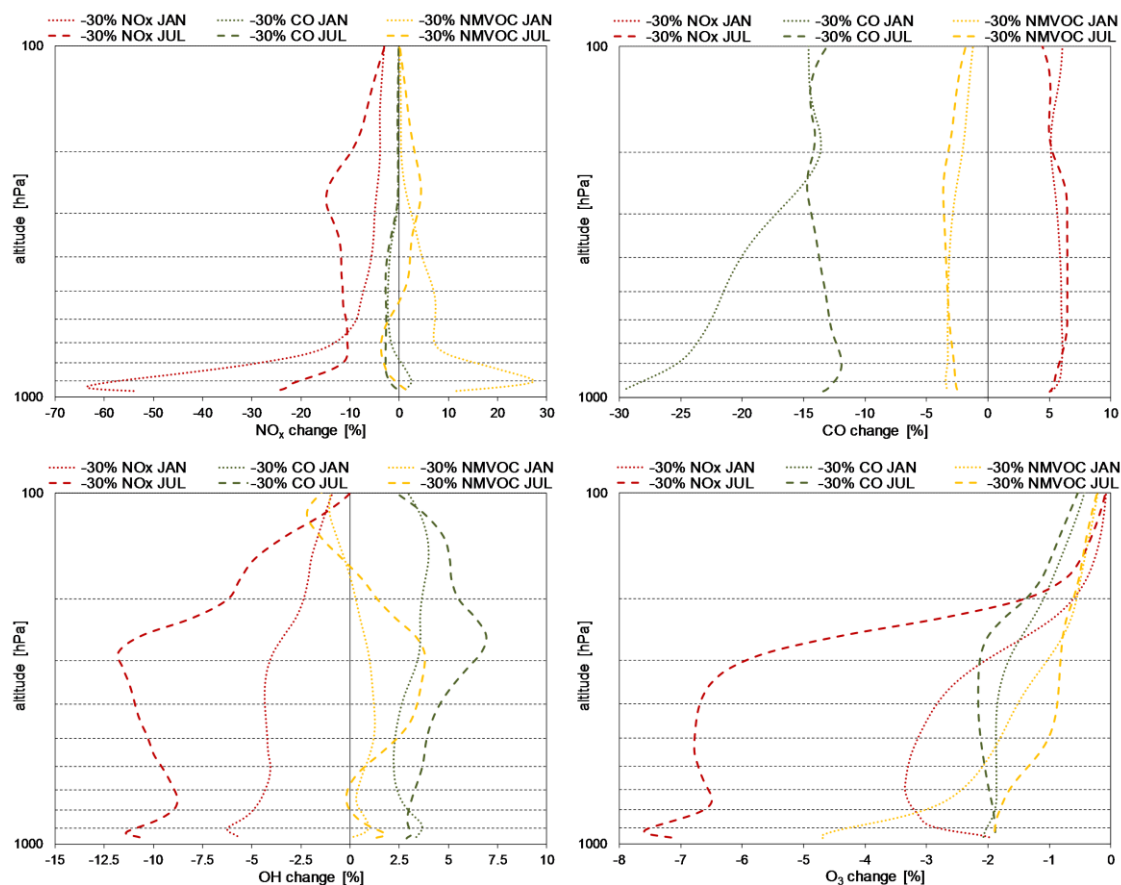 -30% NOx JAN -30% CO JAN -30% NMVOC JAN
-30% NOx JUL -30% CO JUL -30% NMVOC JUL
100
altitude [hPa]
1000
-70 -60 -50 -40 -30 -20 -10 0 10 20 30
NOₓ change [%]
-30% NOx JAN -30% CO JAN -30% NMVOC JAN
-30% NOx JUL -30% CO JUL -30% NMVOC JUL
100
altitude [hPa]
1000
-30 -25 -20 -15 -10 -5 0 5 10
CO change [%]
-30% NOx JAN -30% CO JAN -30% NMVOC JAN
-30% NOx JUL -30% CO JUL -30% NMVOC JUL
100
altitude [hPa]
1000
-15 -12.5 -10 -7.5 -5 -2.5 0 2.5 5 7.5 10
OH change [%]
-30% NOx JAN -30% CO JAN -30% NMVOC JAN
-30% NOx JUL -30% CO JUL -30% NMVOC JUL
100
altitude [hPa]
1000
-8 -7 -6 -5 -4 -3 -2 -1 0
O₃ change [%]